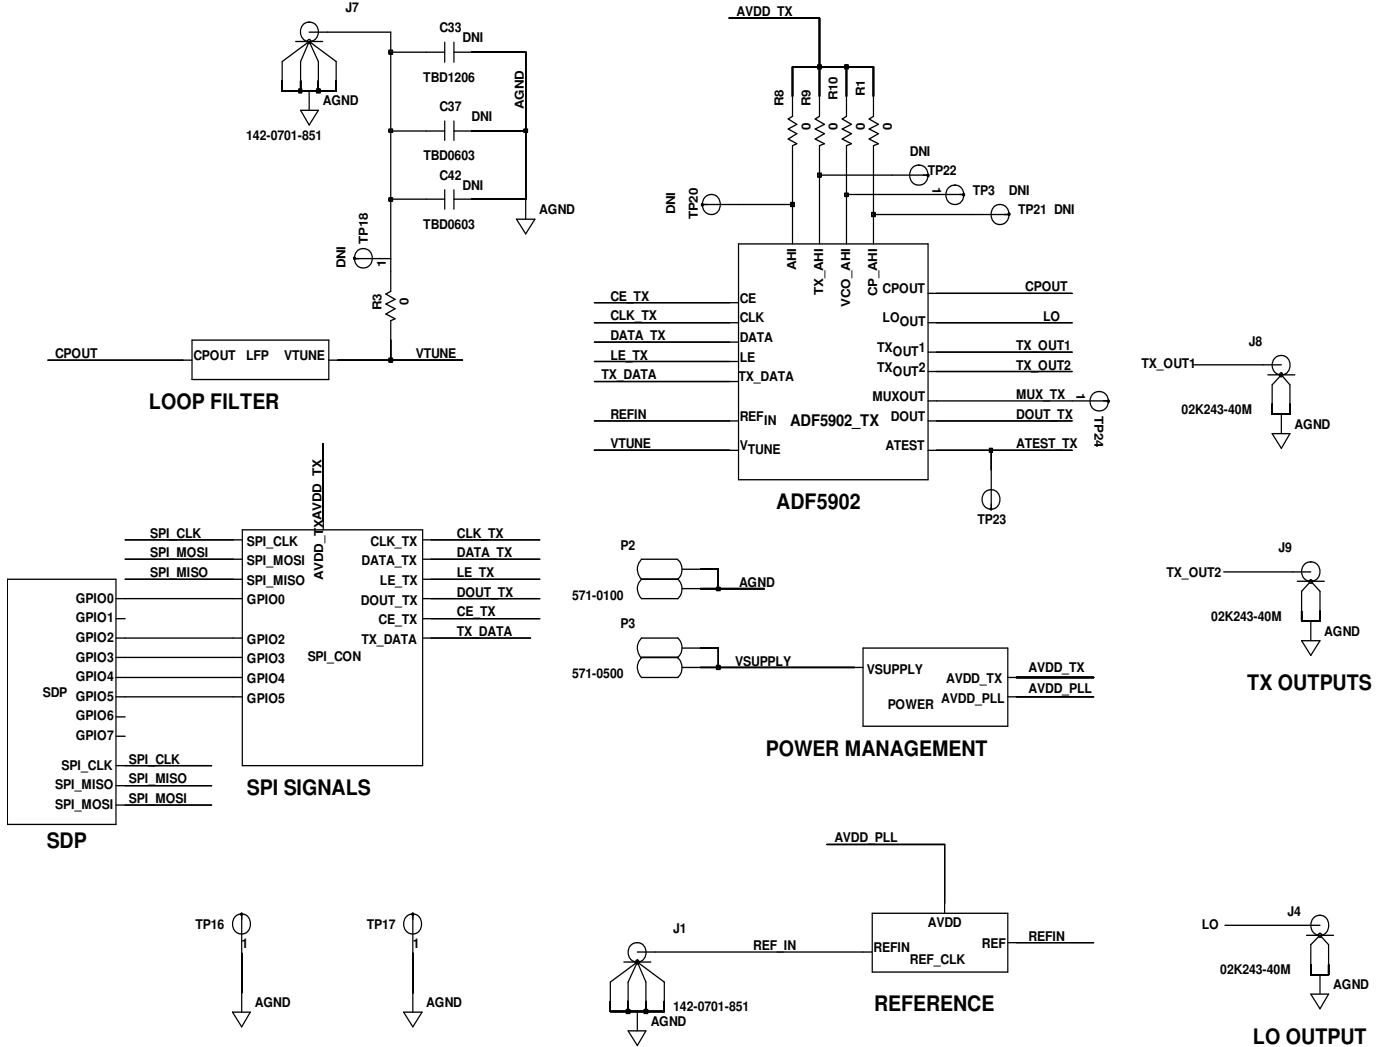 J7
C33
DNI
TBD1206
AGND
AGND
142-0701-851
C37
DNI
TBD0603
C42
DNI
TBD0603
AGND
DNI
TP18
1
R3
0
CPOUT
CPOUT LFP VTUNE
VTUNE
LOOP FILTER
AVDD_TX
R8
R9
R10
R1
0
0
0
0
DNI
TP22
1
TP3 DNI
TP21 DNI
DNI
TP20
AHI
TX_AHI
VCO_AHI
CP_AHI
CE_TX
CLK_TX
DATA_TX
LE_TX
TX_DATA
REFIN
VTUNE
CE
CLK
DATA
LE
TX_DATA
REFIN
VTUNE
ADF5902_TX
CPOUT
LOOUT
TXOUT1
TXOUT2
MUXOUT
DOUT
ATEST
CPOUT
LO
TX_OUT1
TX_OUT2
MUX_TX
1
TP24
DOUT_TX
ATEST_TX
TP23
ADF5902
J8
TX_OUT1
02K243-40M
AGND
J9
TX_OUT2
02K243-40M
AGND
TX OUTPUTS
AVDD_TX
AVDD_TX
SPI_CLK
SPI_MOSI
SPI_MISO
SPI_CLK
SPI_MOSI
SPI_MISO
GPIO0
GPIO2
GPIO3
GPIO4
GPIO5
SPI_CON
CLK_TX
DATA_TX
LE_TX
DOUT_TX
CE_TX
TX_DATA
CLK_TX
DATA_TX
LE_TX
DOUT_TX
CE_TX
TX_DATA
SPI SIGNALS
GPIO0
GPIO1
GPIO2
GPIO3
GPIO4
SDP
GPIO5
GPIO6
GPIO7
SPI_CLK
SPI_MISO
SPI_MOSI
SPI_CLK
SPI_MISO
SPI_MOSI
SDP
P2
571-0100
AGND
P3
571-0500
VSUPPLY
VSUPPLY
AVDD_TX
POWER
AVDD_PLL
AVDD_TX
AVDD_PLL
POWER MANAGEMENT
TP16
1
AGND
TP17
1
AGND
J1
REF_IN
142-0701-851
AGND
AVDD_PLL
AVDD
REFIN
REF
REF_CLK
REFIN
REFERENCE
LO
J4
02K243-40M
AGND
LO OUTPUT